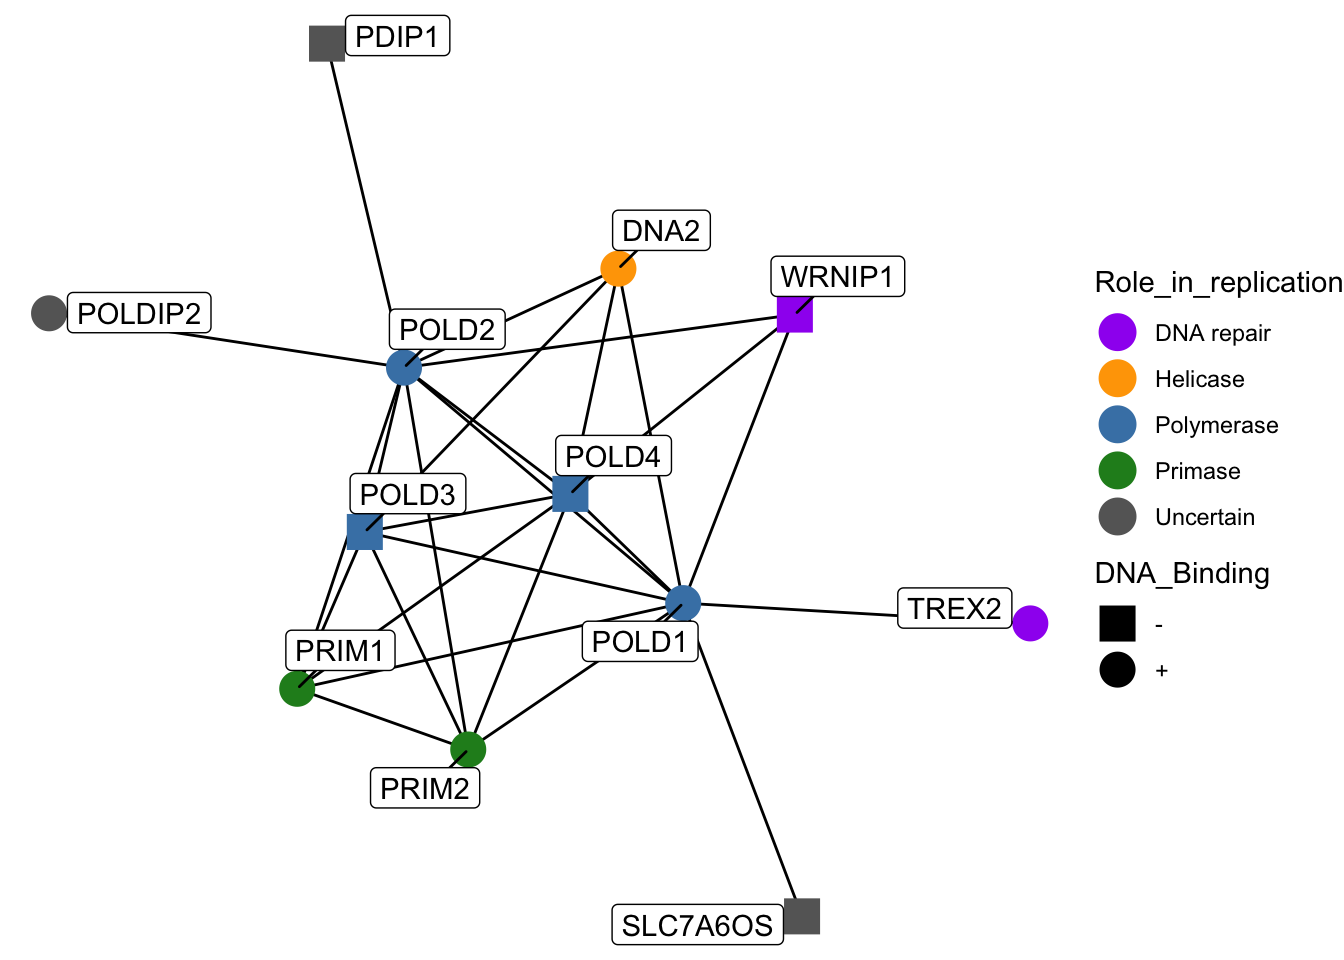 PDIP1
DNA2
WRNIP1
POLDIP2
POLD2
POLD4
POLD3
TREX2
POLD1
PRIM1
PRIM2
SLC7A6OS
Role_in_replication
DNA repair
Helicase
Polymerase
Primase
Uncertain
DNA_Binding
-
+